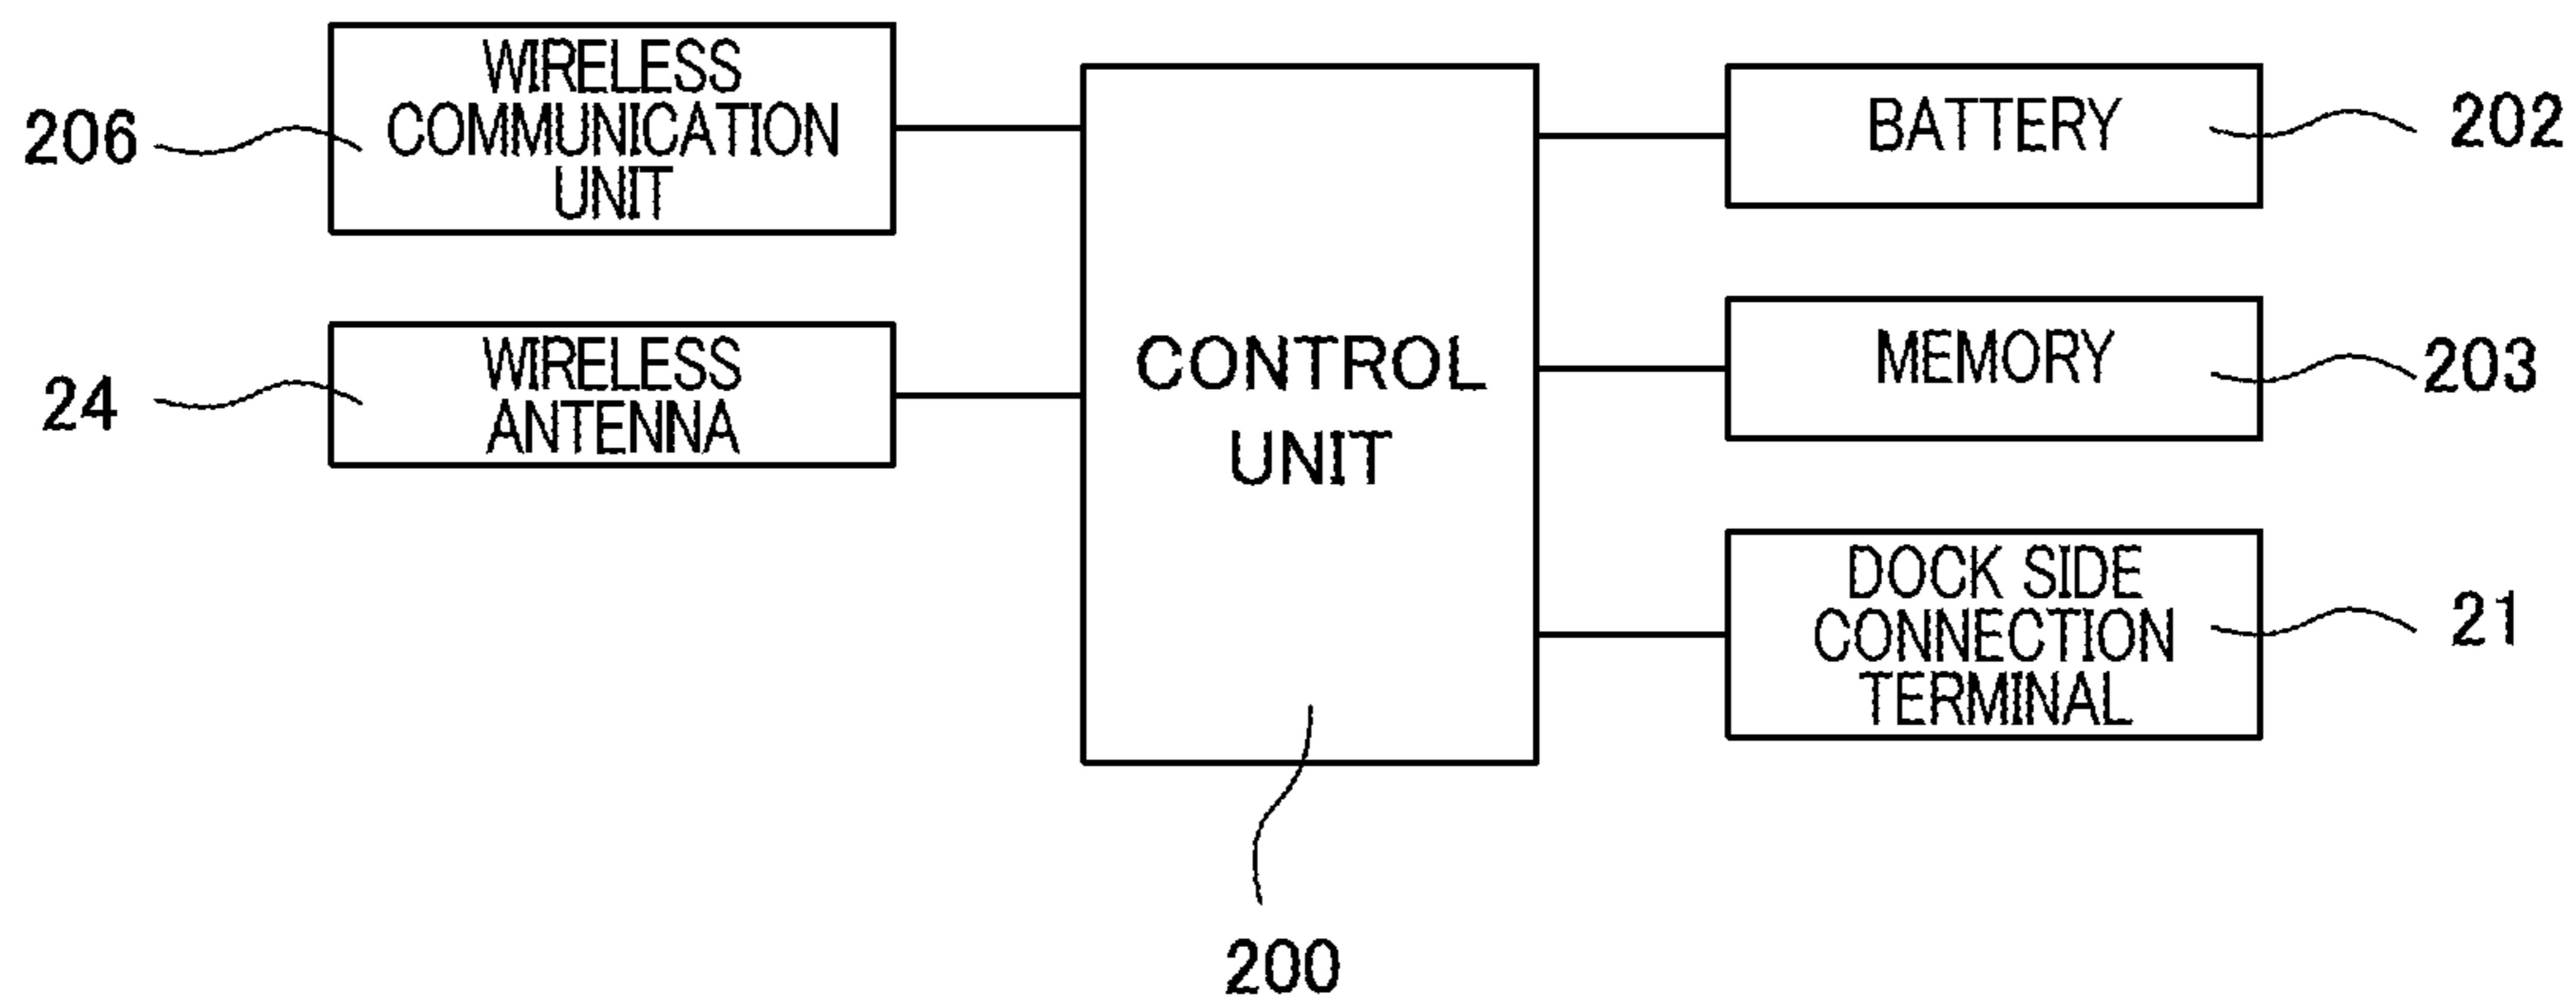 206
WIRELESS
COMMUNICATION
UNIT
24
WIRELESS
ANTENNA
CONTROL
UNIT
200
BATTERY
202
MEMORY
203
DOCK SIDE
CONNECTION
TERMINAL
21